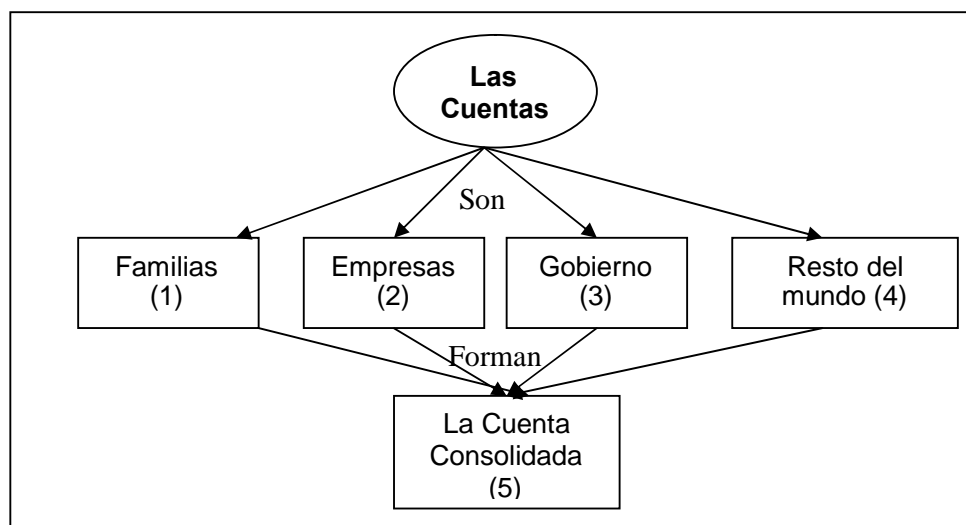 Las
Cuentas
Son
Familias
(1)
Empresas
(2)
Gobierno
(3)
Resto del
mundo (4)
Forman
La Cuenta
Consolidada
(5)